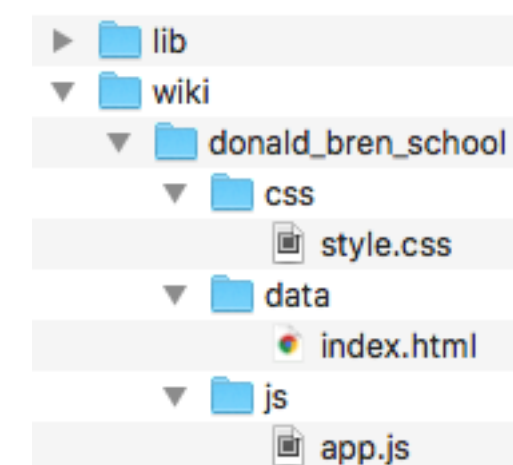 lib
wiki
donald_bren_school
css
style.css
data
index.html
js
app.js